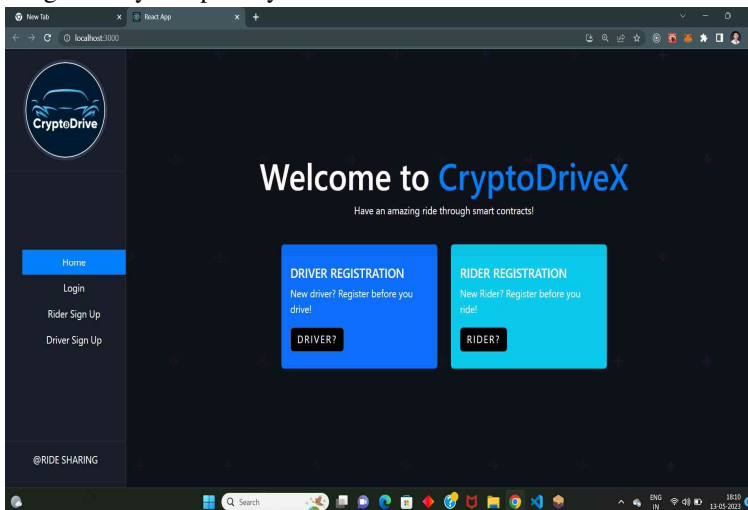 New Tab
React App
localhost:3000
CryptoDrive
Welcome to CryptoDriveX
Have an amazing ride through smart contracts!
Home
Login
Rider Sign Up
Driver Sign Up
DRIVER REGISTRATION
New driver? Register before you
drive!
DRIVER?
RIDER REGISTRATION
New Rider? Register before you
ride!
RIDER?
@RIDE SHARING
Search
ENG
IN
18:10
13-05-2023